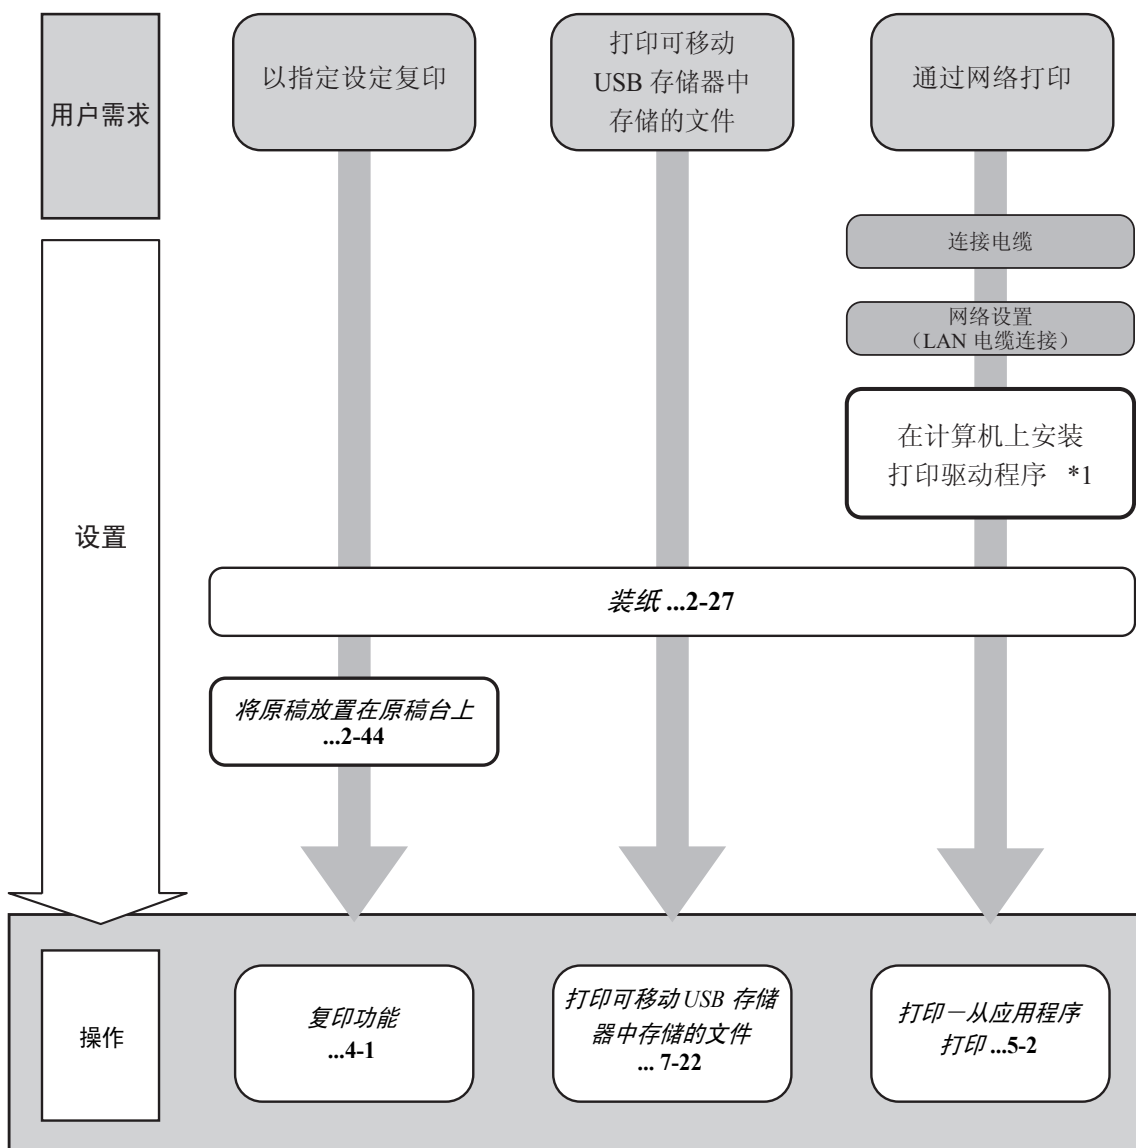 用户需求
以指定设定复印
打印可移动
USB 存储器中
存储的文件
通过网络打印
连接电缆
网络设置
（LAN 电缆连接）
在计算机上安装
打印驱动程序 *1
设置
装纸 ...2-27
将原稿放置在原稿台上
...2-44
操作
复印功能
...4-1
打印可移动 USB 存储
器中存储的文件
... 7-22
打印－从应用程序
打印 ...5-2